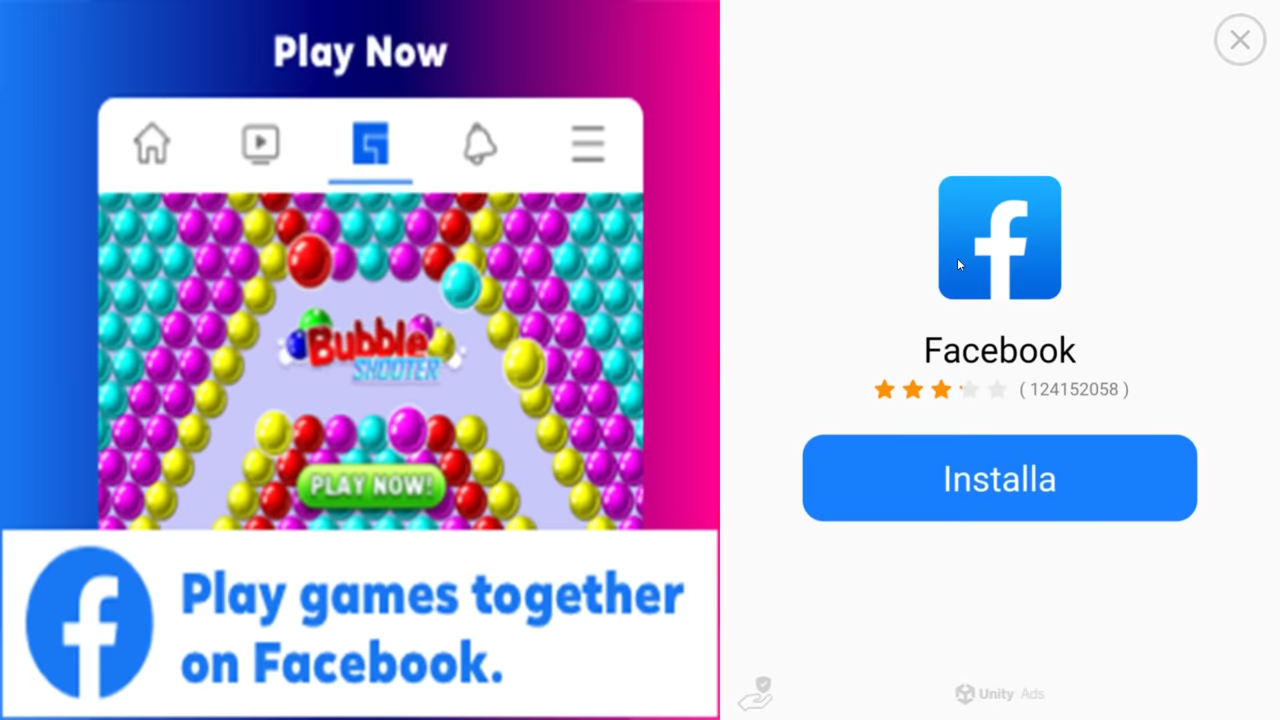 Play Now
Bubble
SHOOTER
PLAY NOW!
Play games together
on Facebook.
Facebook
( 124152058 )
Installa
Unity Ads